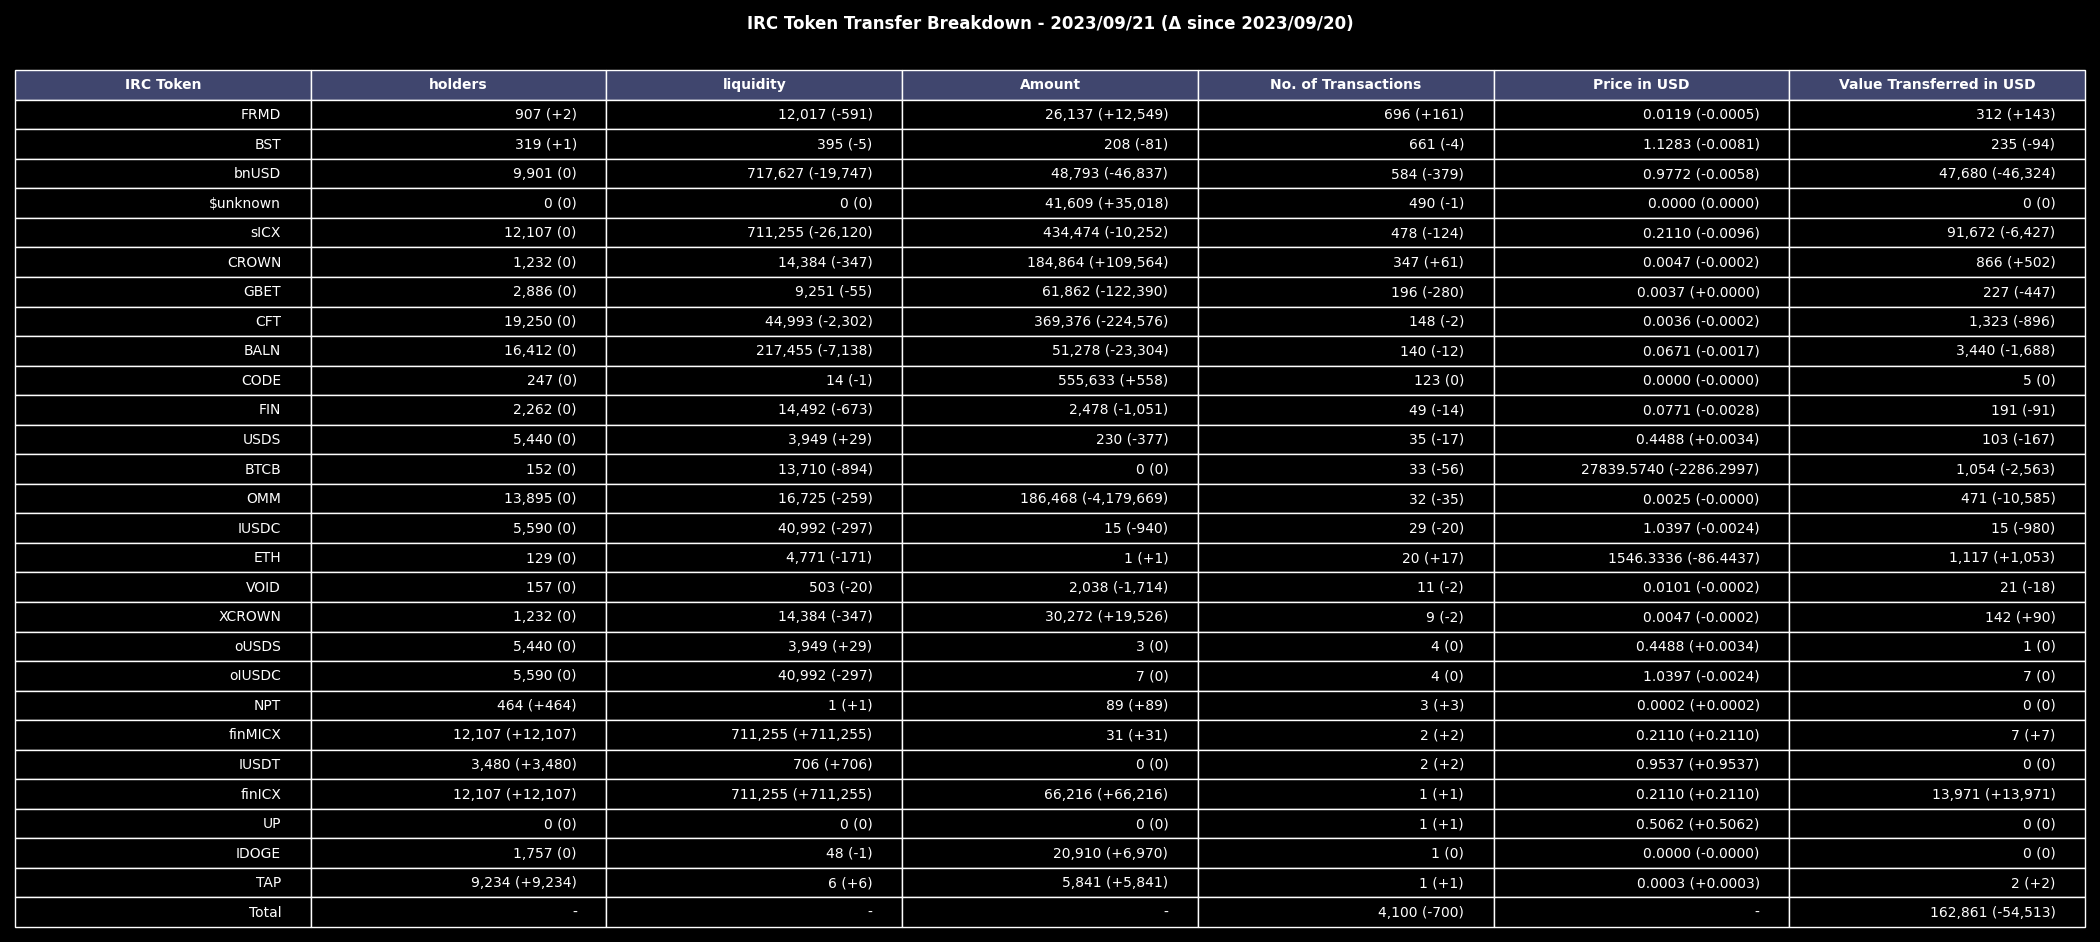 IRC Token Transfer Breakdown - 2023/09/21 (Δ since 2023/09/20)
IRC Token holders liquidity Amount No. of Transactions Price in USD Value Transferred in USD
FRMD 907 (+2) 12,017 (-591) 26,137 (+12,549) 696 (+161) 0.0119 (-0.0005) 312 (+143)
BST 319 (+1) 395 (-5) 208 (-81) 661 (-4) 1.1283 (-0.0081) 235 (-94)
bnUSD 9,901 (0) 717,627 (-19,747) 48,793 (-46,837) 584 (-379) 0.9772 (-0.0058) 47,680 (-46,324)
$unknown 0 (0) 0 (0) 41,609 (+35,018) 490 (-1) 0.0000 (0.0000) 0 (0)
sICX 12,107 (0) 711,255 (-26,120) 434,474 (-10,252) 478 (-124) 0.2110 (-0.0096) 91,672 (-6,427)
CROWN 1,232 (0) 14,384 (-347) 184,864 (+109,564) 347 (+61) 0.0047 (-0.0002) 866 (+502)
GBET 2,886 (0) 9,251 (-55) 61,862 (-122,390) 196 (-280) 0.0037 (+0.0000) 227 (-447)
CFT 19,250 (0) 44,993 (-2,302) 369,376 (-224,576) 148 (-2) 0.0036 (-0.0002) 1,323 (-896)
BALN 16,412 (0) 217,455 (-7,138) 51,278 (-23,304) 140 (-12) 0.0671 (-0.0017) 3,440 (-1,688)
CODE 247 (0) 14 (-1) 555,633 (+558) 123 (0) 0.0000 (-0.0000) 5 (0)
FIN 2,262 (0) 14,492 (-673) 2,478 (-1,051) 49 (-14) 0.0771 (-0.0028) 191 (-91)
USDS 5,440 (0) 3,949 (+29) 230 (-377) 35 (-17) 0.4488 (+0.0034) 103 (-167)
BTCB 152 (0) 13,710 (-894) 0 (0) 33 (-56) 27839.5740 (-2286.2997) 1,054 (-2,563)
OMM 13,895 (0) 16,725 (-259) 186,468 (-4,179,669) 32 (-35) 0.0025 (-0.0000) 471 (-10,585)
IUSDC 5,590 (0) 40,992 (-297) 15 (-940) 29 (-20) 1.0397 (-0.0024) 15 (-980)
ETH 129 (0) 4,771 (-171) 1 (+1) 20 (+17) 1546.3336 (-86.4437) 1,117 (+1,053)
VOID 157 (0) 503 (-20) 2,038 (-1,714) 11 (-2) 0.0101 (-0.0002) 21 (-18)
XCROWN 1,232 (0) 14,384 (-347) 30,272 (+19,526) 9 (-2) 0.0047 (-0.0002) 142 (+90)
oUSDS 5,440 (0) 3,949 (+29) 3 (0) 4 (0) 0.4488 (+0.0034) 1 (0)
oIUSDC 5,590 (0) 40,992 (-297) 7 (0) 4 (0) 1.0397 (-0.0024) 7 (0)
NPT 464 (+464) 1 (+1) 89 (+89) 3 (+3) 0.0002 (+0.0002) 0 (0)
finMICX 12,107 (+12,107) 711,255 (+711,255) 31 (+31) 2 (+2) 0.2110 (+0.2110) 7 (+7)
IUSDT 3,480 (+3,480) 706 (+706) 0 (0) 2 (+2) 0.9537 (+0.9537) 0 (0)
finICX 12,107 (+12,107) 711,255 (+711,255) 66,216 (+66,216) 1 (+1) 0.2110 (+0.2110) 13,971 (+13,971)
UP 0 (0) 0 (0) 0 (0) 1 (+1) 0.5062 (+0.5062) 0 (0)
IDOGE 1,757 (0) 48 (-1) 20,910 (+6,970) 1 (0) 0.0000 (-0.0000) 0 (0)
TAP 9,234 (+9,234) 6 (+6) 5,841 (+5,841) 1 (+1) 0.0003 (+0.0003) 2 (+2)
Total - - - 4,100 (-700) - 162,861 (-54,513)